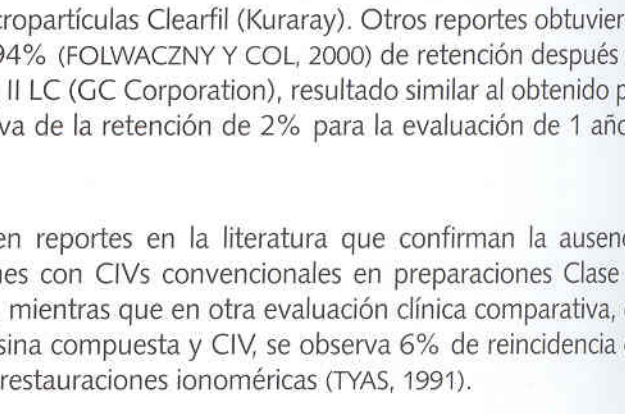 cropartículas Clearfil (Kuraray). Otros reportes obtuvier
94% (FOLWACZNY Y COL, 2000) de retención después
II LC (GC Corporation), resultado similar al obtenido p
va de la retención de 2% para la evaluación de 1 año
en reportes en la literatura que confirman la ausen
nes con CIVs convencionales en preparaciones Clase
mientras que en otra evaluación clínica comparativa,
sina compuesta y CIV, se observa 6% de reincidencia
restauraciones ionoméricas (TYAS, 1991).